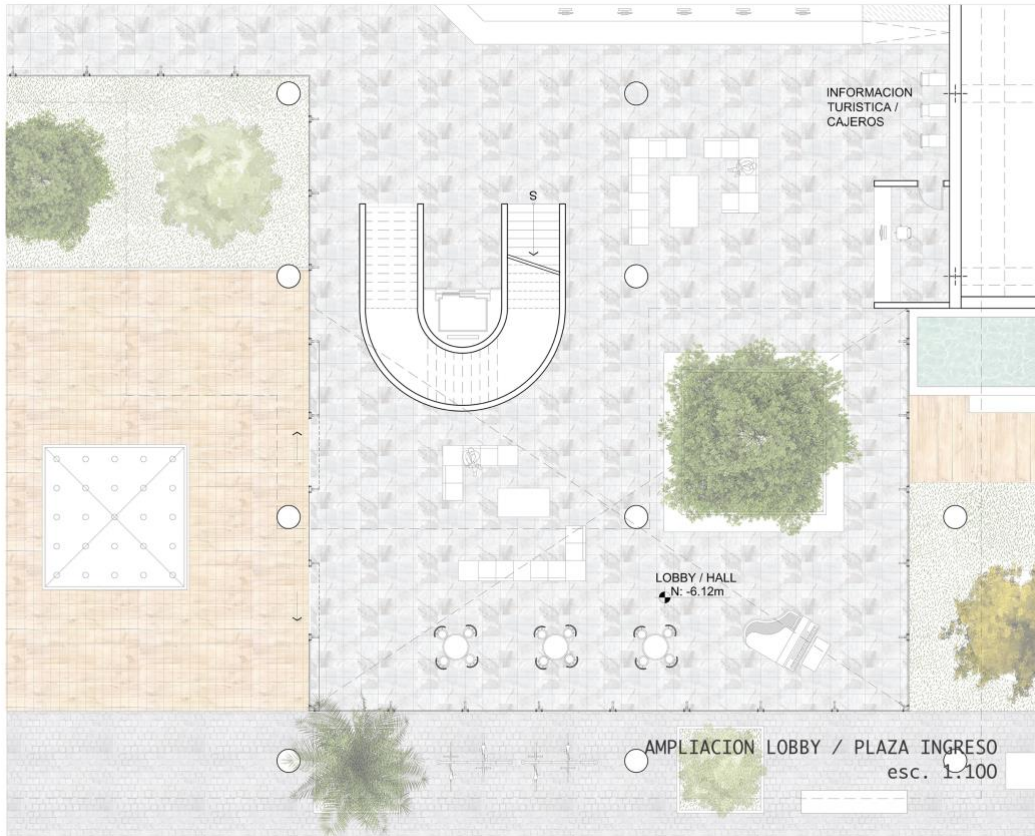 INFORMACION
TURISTICA /
CAJEROS
S
LOBBY / HALL
N: -6.12m
AMPLIACION LOBBY / PLAZA INGRESO
esc. 1:100